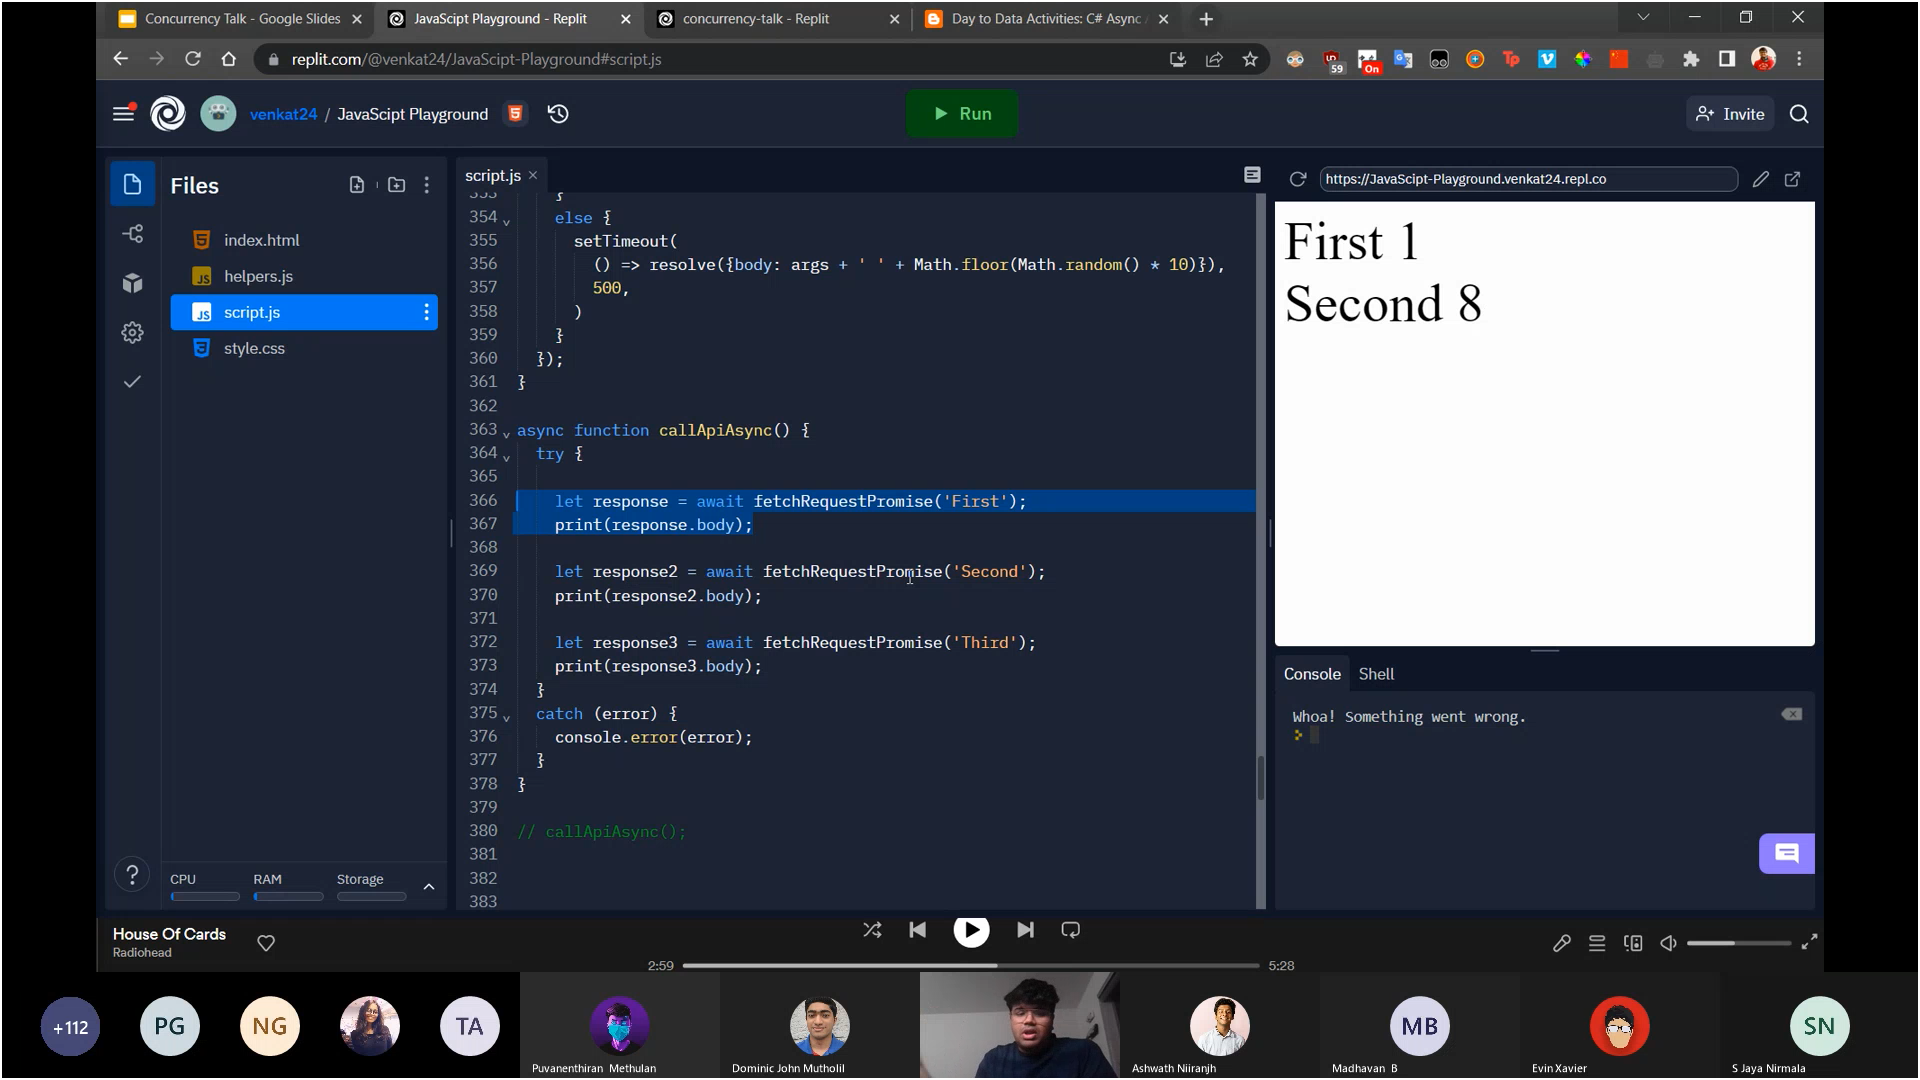 Concurrency Talk - Google Slides
JavaScipt Playground - Replit
concurrency-talk - Replit
Day to Data Activities: C# Async
replit.com/@venkat24/JavaScipt-Playground#script.js
59
On
Tp
venkat24 / JavaScipt Playground
Run
Invite
Files
script.js
https://JavaScipt-Playground.venkat24.repl.co
index.html
JS helpers.js
JS script.js
style.css
353 }
354 else {
355 setTimeout(
356 () => resolve({body: args + ' ' + Math.floor(Math.random() * 10)}),
357 500,
358 )
359 }
360 });
361 }
362
363 async function callApiAsync() {
364 try {
365
366 let response = await fetchRequestPromise('First');
367 print(response.body);
368
369 let response2 = await fetchRequestPromise('Second');
370 print(response2.body);
371
372 let response3 = await fetchRequestPromise('Third');
373 print(response3.body);
374 }
375 catch (error) {
376 console.error(error);
377 }
378 }
379
380 // callApiAsync();
381
382
383
First 1
Second 8
Console Shell
Whoa! Something went wrong.
CPU RAM Storage
House Of Cards
Radiohead
2:59
5:28
+112
PG
NG
TA
MB
SN
Puvanenthiran Methulan
Dominic John Mutholil
Ashwath Niiranjh
Madhavan B
Evin Xavier
S Jaya Nirmala